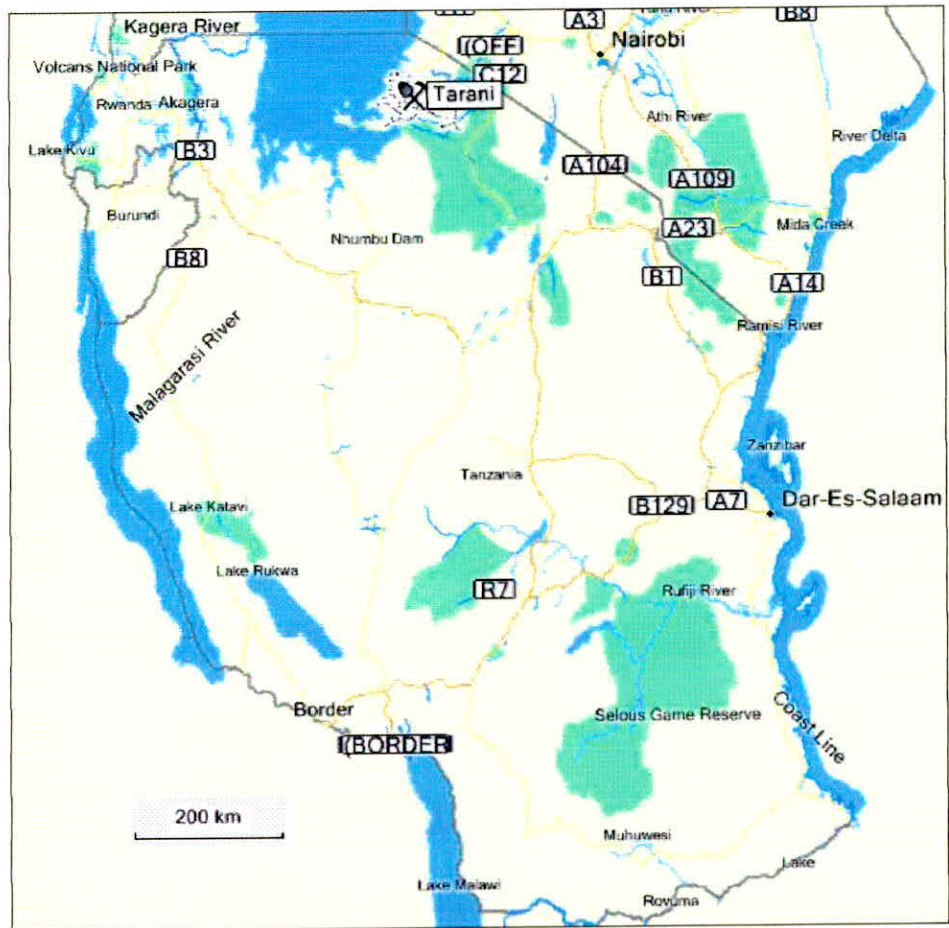 A3
B8
Kagera River
((OFF
Nairobi
Volcans National Park
C12
Tarani
Rwanda
Akagera
Athi River
River Delta
Lake Kivu
B3
A104
A109
Burundi
Nhumbu Dam
A23
Mida Creek
B8
B1
A14
Ramisi River
Malagarasi River
Zanzibar
Tanzania
Lake Katavi
B129
A7
Dar-Es-Salaam
Lake Rukwa
R7
Rufiji River
Border
Selous Game Reserve
Coast Line
((BORDER
200 km
Muhuwesi
Lake
Lake Malawi
Rovuma